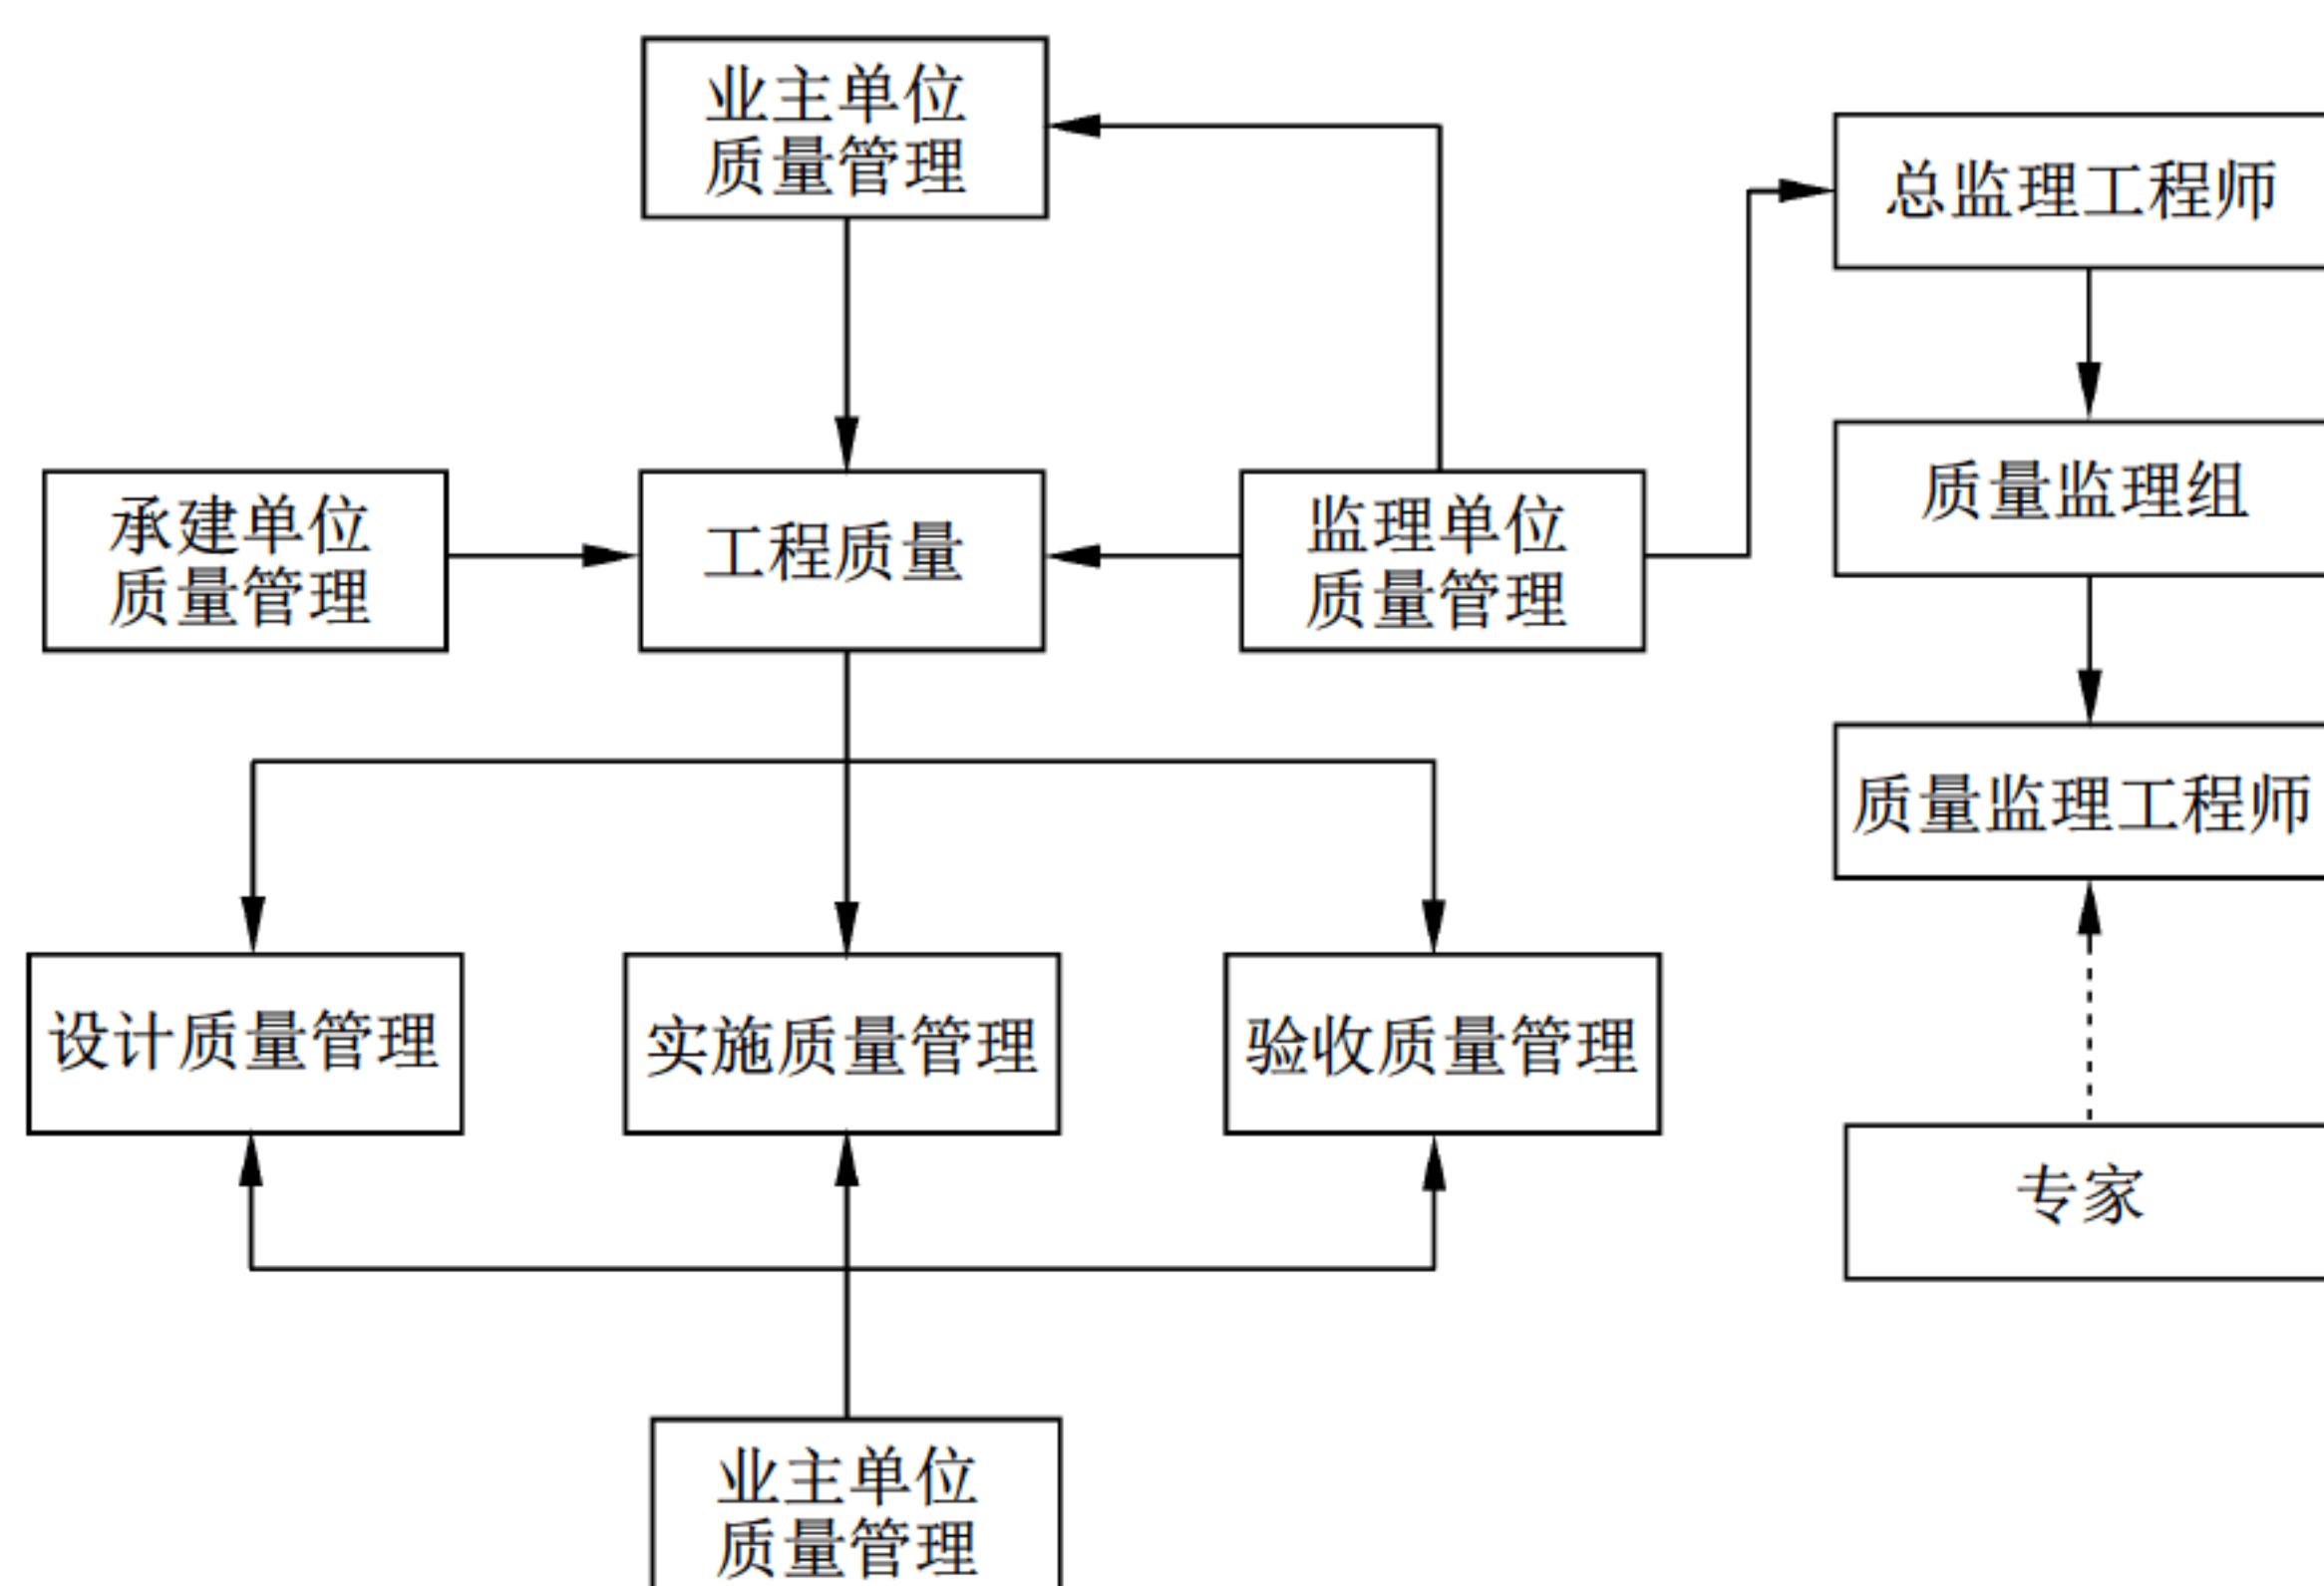 业主单位
质量管理
总监理工程师
质量监理组
承建单位
质量管理
工程质量
监理单位
质量管理
质量监理工程师
设计质量管理
实施质量管理
验收质量管理
专家
业主单位
质量管理